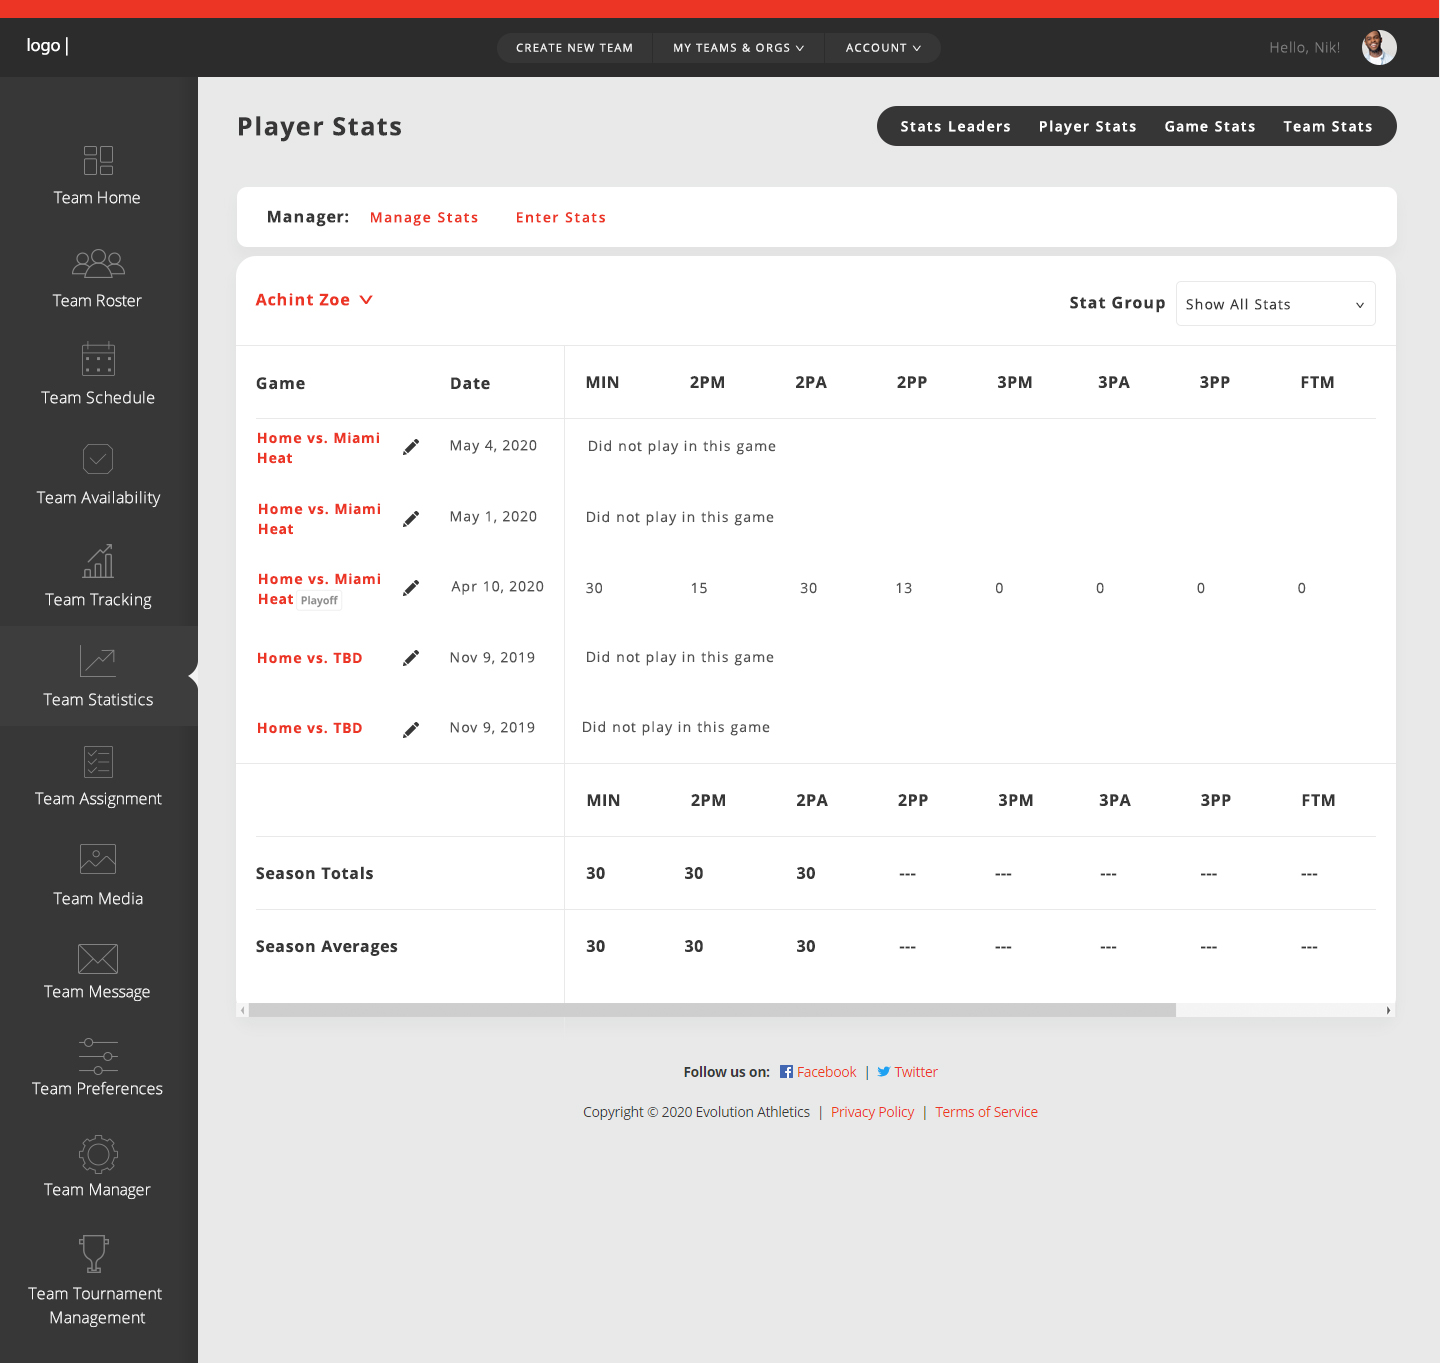 logo |
CREATE NEW TEAM
MY TEAMS & ORGS
ACCOUNT
Hello, Nik!
Team Home
Team Roster
Team Schedule
Team Availability
Team Tracking
Team Statistics
Team Assignment
Team Media
Team Message
Team Preferences
Team Manager
Team Tournament
Management
Player Stats
Stats Leaders Player Stats Game Stats Team Stats
Manager: Manage Stats Enter Stats
Achint Zoe
Stat Group Show All Stats
Game Date MIN 2PM 2PA 2PP 3PM 3PA 3PP FTM
Home vs. Miami
Heat
May 4, 2020 Did not play in this game
Home vs. Miami
Heat
May 1, 2020 Did not play in this game
Home vs. Miami
Heat Playoff
Apr 10, 2020 30 15 30 13 0 0 0 0
Home vs. TBD Nov 9, 2019 Did not play in this game
Home vs. TBD Nov 9, 2019 Did not play in this game
MIN 2PM 2PA 2PP 3PM 3PA 3PP FTM
Season Totals 30 30 30 --- --- --- --- ---
Season Averages 30 30 30 --- --- --- --- ---
Follow us on: Facebook | Twitter
Copyright © 2020 Evolution Athletics | Privacy Policy | Terms of Service